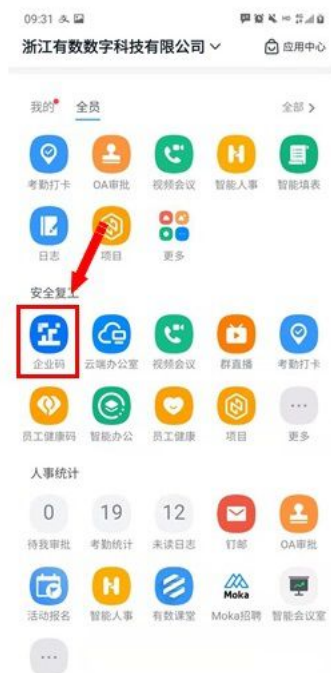 09:31
浙江有数数字科技有限公司 应用中心
我的 全员 全部
考勤打卡 OA审批 视频会议 智能人事 智能填表
日志 项目 更多
安全复工
企业码 云端办公室 视频会议 群直播 考勤打卡
员工健康码 智能办公 员工健康 项目 更多
人事统计
0 19 12
待我审批 考勤统计 未读日志 钉邮 OA审批
Moka
活动报名 智能人事 有数课堂 Moka招聘 智能会议室